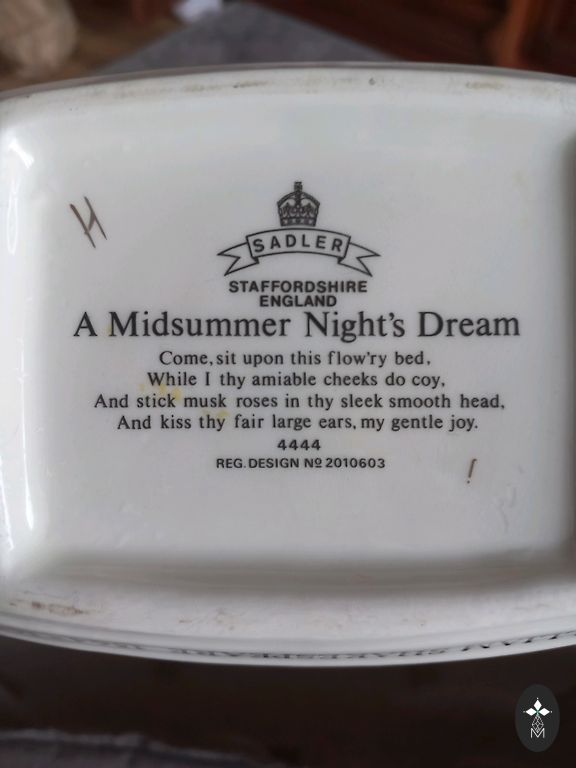 H
SADLER
STAFFORDSHIRE
ENGLAND
A Midsummer Night's Dream
Come, sit upon this flow'ry bed,
While I thy amiable cheeks do coy,
And stick musk roses in thy sleek smooth head,
And kiss thy fair large ears, my gentle joy.
4444
REG. DESIGN Nº 2010603